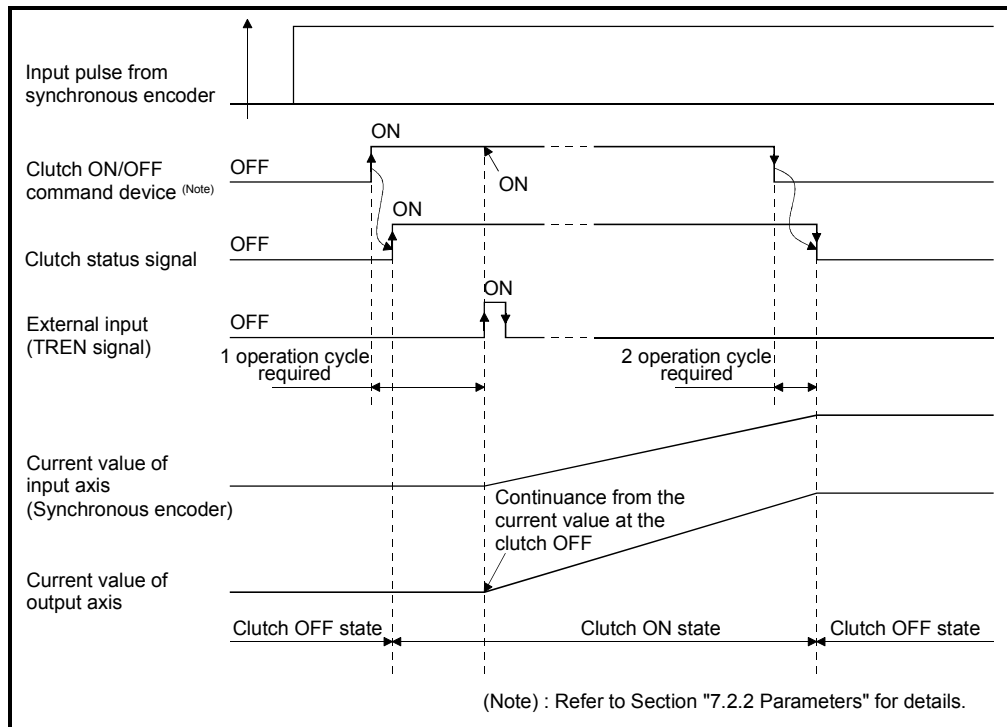 Input pulse from
synchronous encoder
ON
OFF
Clutch ON/OFF
command device (Note)
ON
ON
OFF
Clutch status signal
ON
OFF
External input
(TREN signal)
1 operation cycle
required
2 operation cycle
required
Current value of
input axis
(Synchronous encoder)
Continuance from the
current value at the
clutch OFF
Current value of
output axis
Clutch OFF state
Clutch ON state
Clutch OFF state
(Note) : Refer to Section "7.2.2 Parameters" for details.